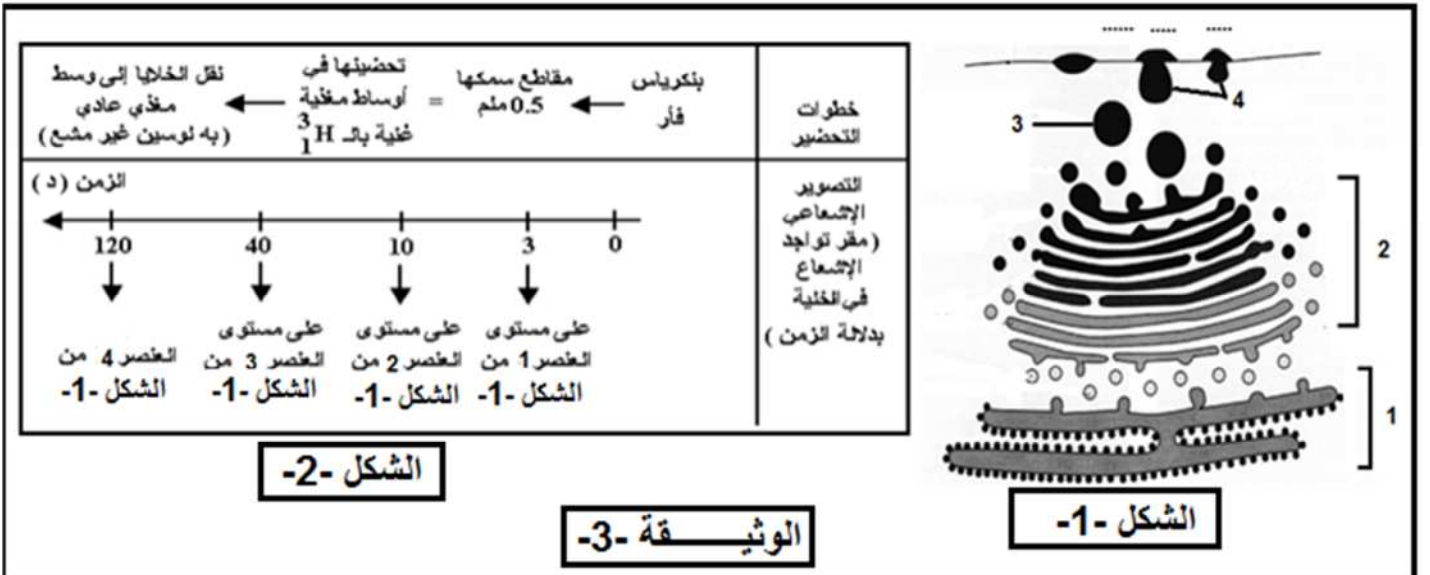 خطوات
التحضير
بنكرياس
فأر
مقاطع سمكها
0.5 ملم
=
تحضينها في
أوساط مغذية
غنية بالـ ³₁H
نقل الخلايا إلى وسط
مغذي عادي
(به لوسين غير مشع)
التصوير
الإشعاعي
(مقر تواجد
الإشعاع
في الخلية
بدلالة الزمن)
الزمن (د)
0
3
10
40
120
على مستوى
العنصر 1 من
الشكل -1-
على مستوى
العنصر 2 من
الشكل -1-
على مستوى
العنصر 3 من
الشكل -1-
العنصر 4 من
الشكل -1-
الشكل -2-
...... ..... .....
4
3
2
1
الشكل -1-
الوثيـــــــقة -3-